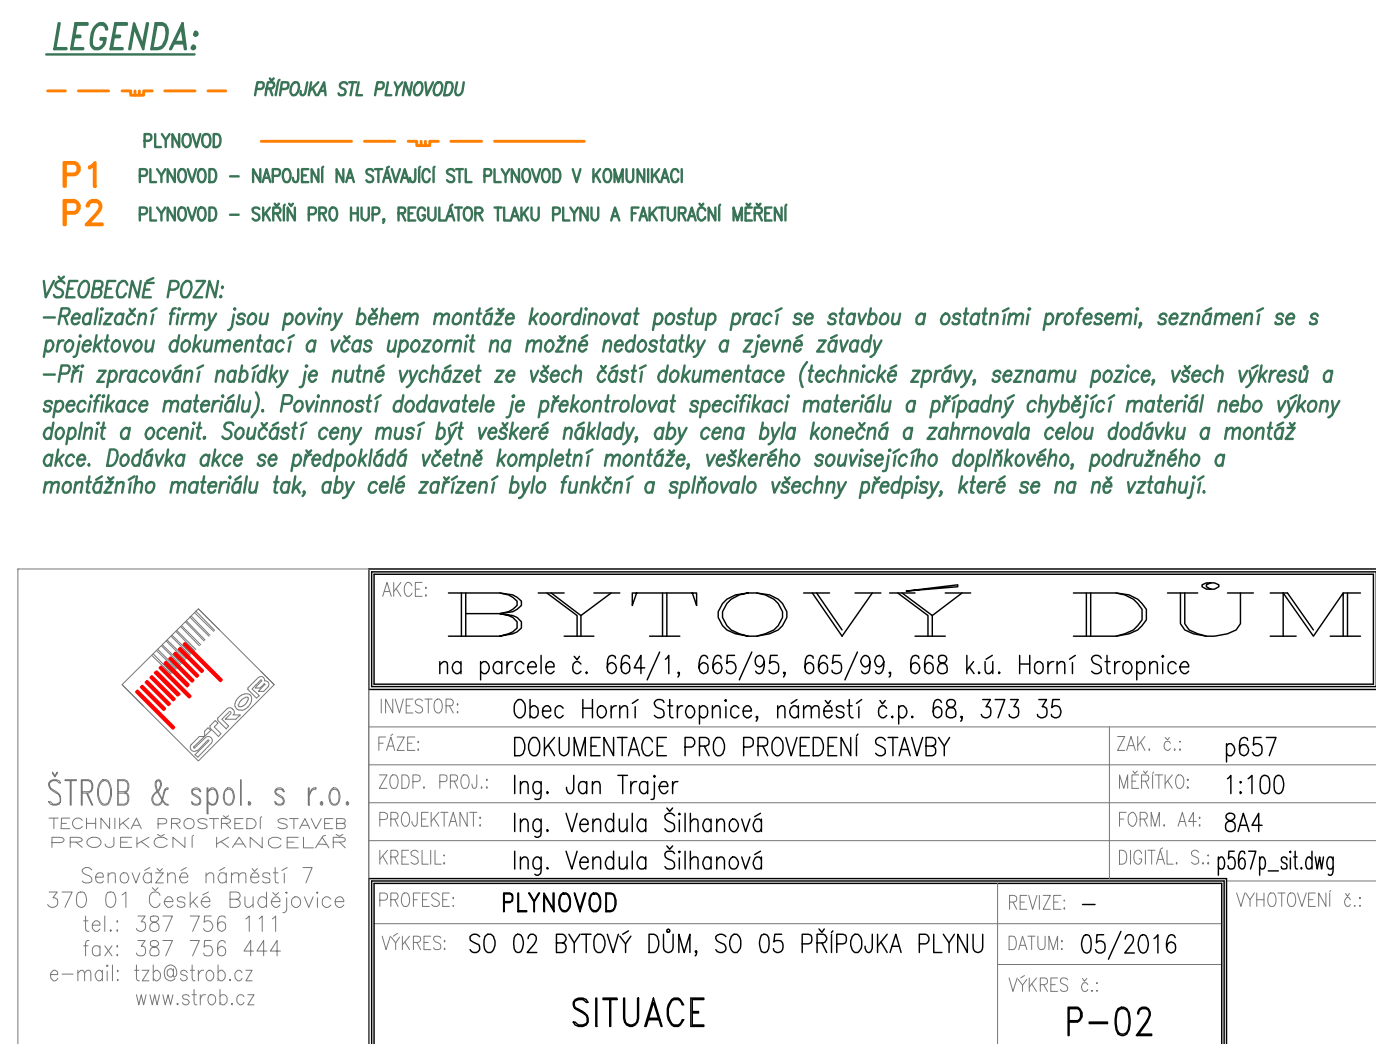 LEGENDA:
PŘÍPOJKA STL PLYNOVODU
PLYNOVOD
P1 PLYNOVOD – NAPOJENÍ NA STÁVAJÍCÍ STL PLYNOVOD V KOMUNIKACI
P2 PLYNOVOD – SKŘÍŇ PRO HUP, REGULÁTOR TLAKU PLYNU A FAKTURAČNÍ MĚŘENÍ
VŠEOBECNÉ POZN:
–Realizační firmy jsou poviny během montáže koordinovat postup prací se stavbou a ostatními profesemi, seznámení se s
projektovou dokumentací a včas upozornit na možné nedostatky a zjevné závady
–Při zpracování nabídky je nutné vycházet ze všech částí dokumentace (technické zprávy, seznamu pozice, všech výkresů a
specifikace materiálu). Povinností dodavatele je překontrolovat specifikaci materiálu a případný chybějící materiál nebo výkony
doplnit a ocenit. Součástí ceny musí být veškeré náklady, aby cena byla konečná a zahrnovala celou dodávku a montáž
akce. Dodávka akce se předpokládá včetně kompletní montáže, veškerého souvisejícího doplňkového, podružného a
montážního materiálu tak, aby celé zařízení bylo funkční a splňovalo všechny předpisy, které se na ně vztahují.
STROB
ŠTROB & spol. s r.o.
TECHNIKA PROSTŘEDÍ STAVEB
PROJEKČNÍ KANCELÁŘ
Senovážné náměstí 7
370 01 České Budějovice
tel.: 387 756 111
fax: 387 756 444
e–mail: tzb@strob.cz
www.strob.cz
AKCE: BYTOVÝ DŮM
na parcele č. 664/1, 665/95, 665/99, 668 k.ú. Horní Stropnice
INVESTOR: Obec Horní Stropnice, náměstí č.p. 68, 373 35
FÁZE: DOKUMENTACE PRO PROVEDENÍ STAVBY ZAK. č.: p657
ZODP. PROJ.: Ing. Jan Trajer MĚŘÍTKO: 1:100
PROJEKTANT: Ing. Vendula Šilhanová FORM. A4: 8A4
KRESLIL: Ing. Vendula Šilhanová DIGITÁL. S.: p567p_sit.dwg
PROFESE: PLYNOVOD REVIZE: – VYHOTOVENÍ č.:
VÝKRES: SO 02 BYTOVÝ DŮM, SO 05 PŘÍPOJKA PLYNU DATUM: 05/2016
SITUACE
VÝKRES č.:
P–02